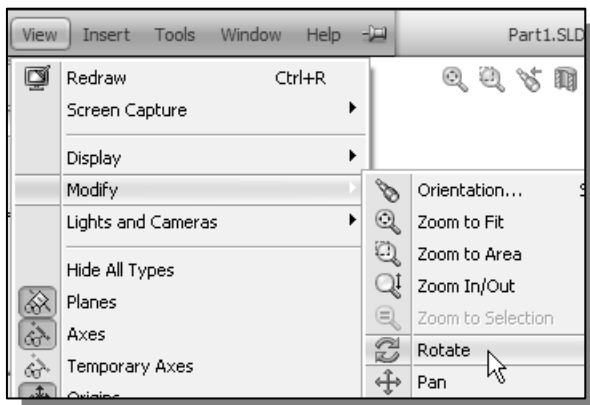 View Insert Tools Window Help Part1.SLD
Redraw Ctrl+R
Screen Capture
Display
Modify
Lights and Cameras
Hide All Types
Planes
Axes
Temporary Axes
Origins
Orientation... S
Zoom to Fit
Zoom to Area
Zoom In/Out
Zoom to Selection
Rotate
Pan